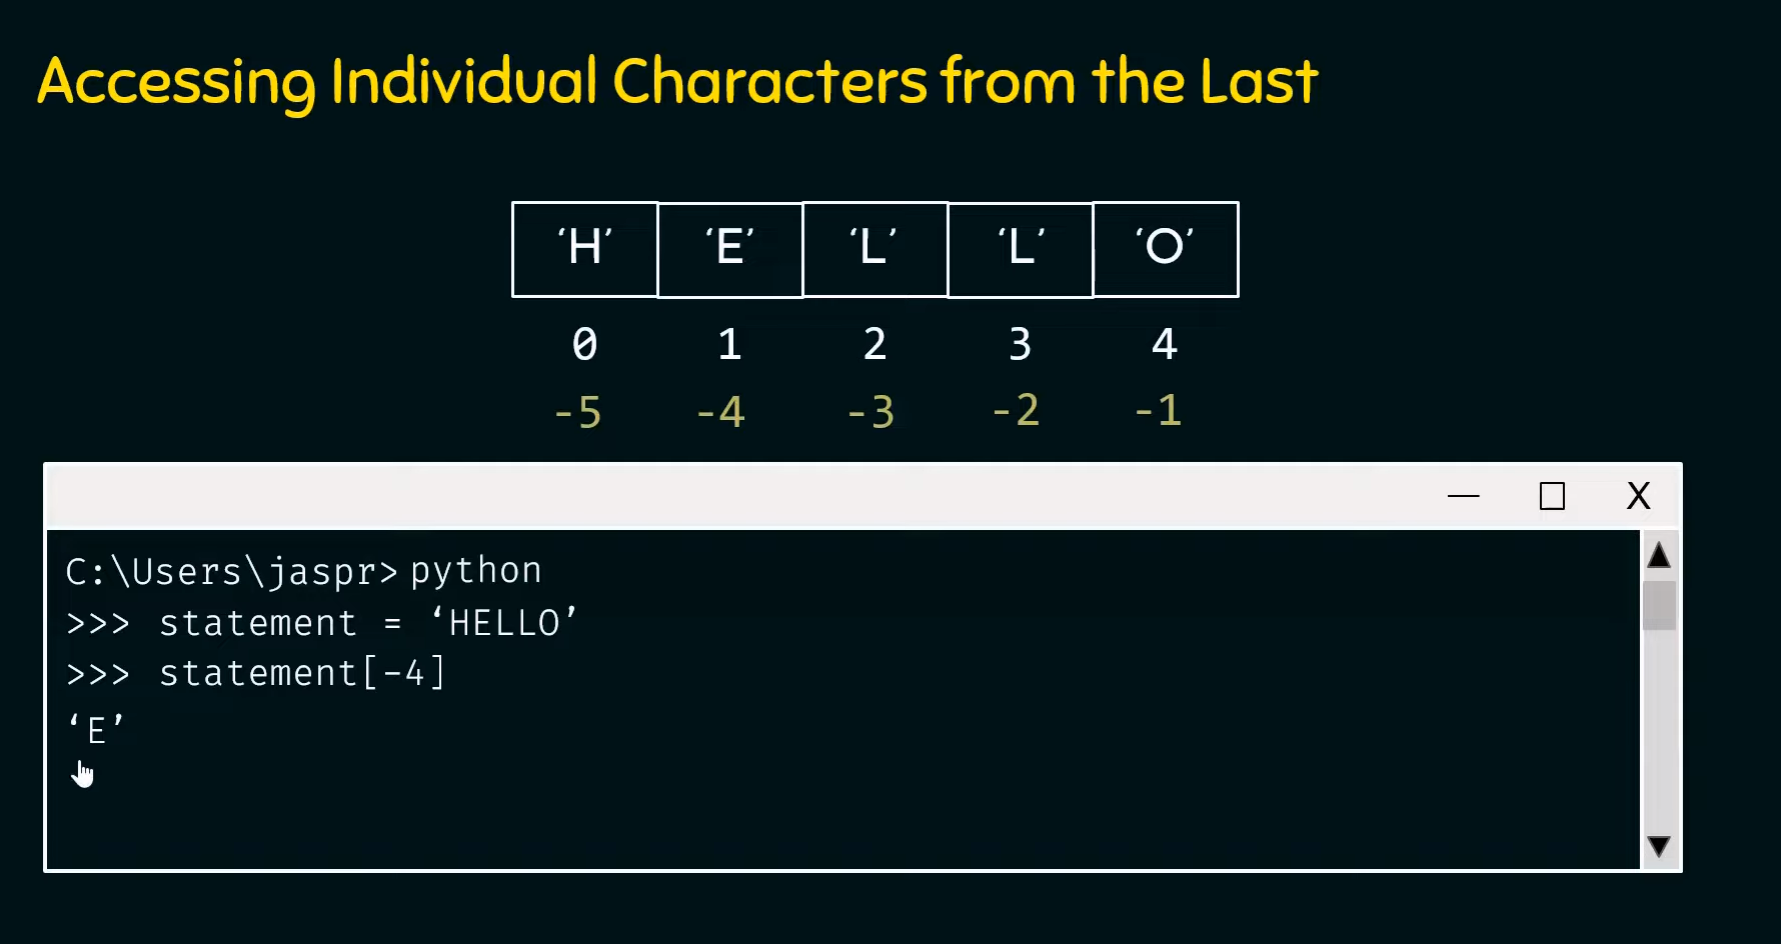 Accessing Individual Characters from the Last
‘H’ ‘E’ ‘L’ ‘L’ ‘O’
0 1 2 3 4
-5 -4 -3 -2 -1
X
C:\Users\jaspr> python
>>> statement = ‘HELLO’
>>> statement[-4]
‘E’